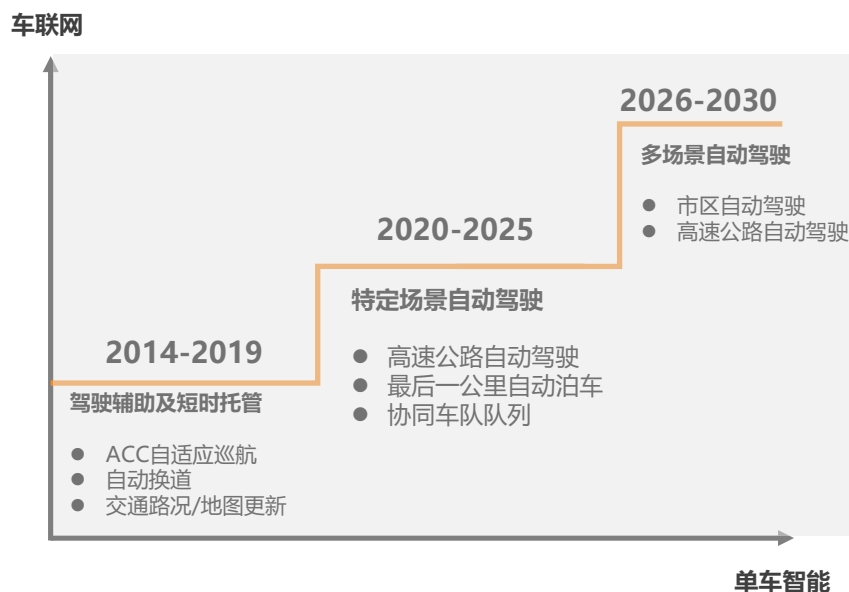 车联网
2026-2030
多场景自动驾驶
● 市区自动驾驶
● 高速公路自动驾驶
2020-2025
特定场景自动驾驶
● 高速公路自动驾驶
● 最后一公里自动泊车
● 协同车队队列
2014-2019
驾驶辅助及短时托管
● ACC自适应巡航
● 自动换道
● 交通路况/地图更新
单车智能